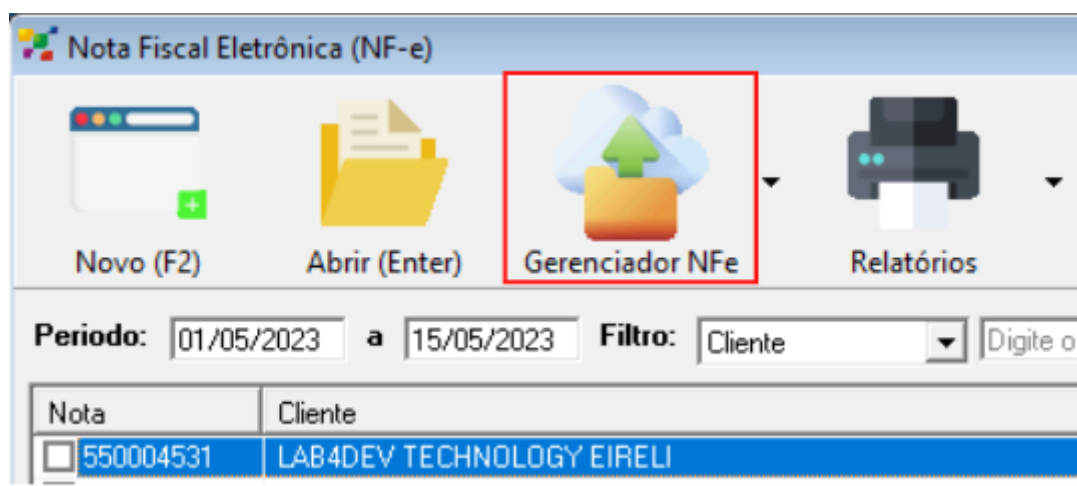 Nota Fiscal Eletrônica (NF-e)
Novo (F2) Abrir (Enter) Gerenciador NFe Relatórios
Periodo: 01/05/2023 a 15/05/2023 Filtro: Cliente Digite o
Nota Cliente
550004531 LAB4DEV TECHNOLOGY EIRELI